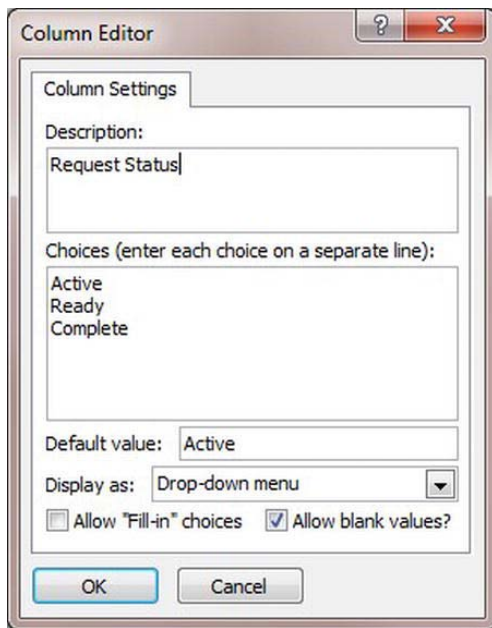 Column Editor
?
Column Settings
Description:
Request Status
Choices (enter each choice on a separate line):
Active
Ready
Complete
Default value: Active
Display as: Drop-down menu
Allow "Fill-in" choices Allow blank values?
OK Cancel